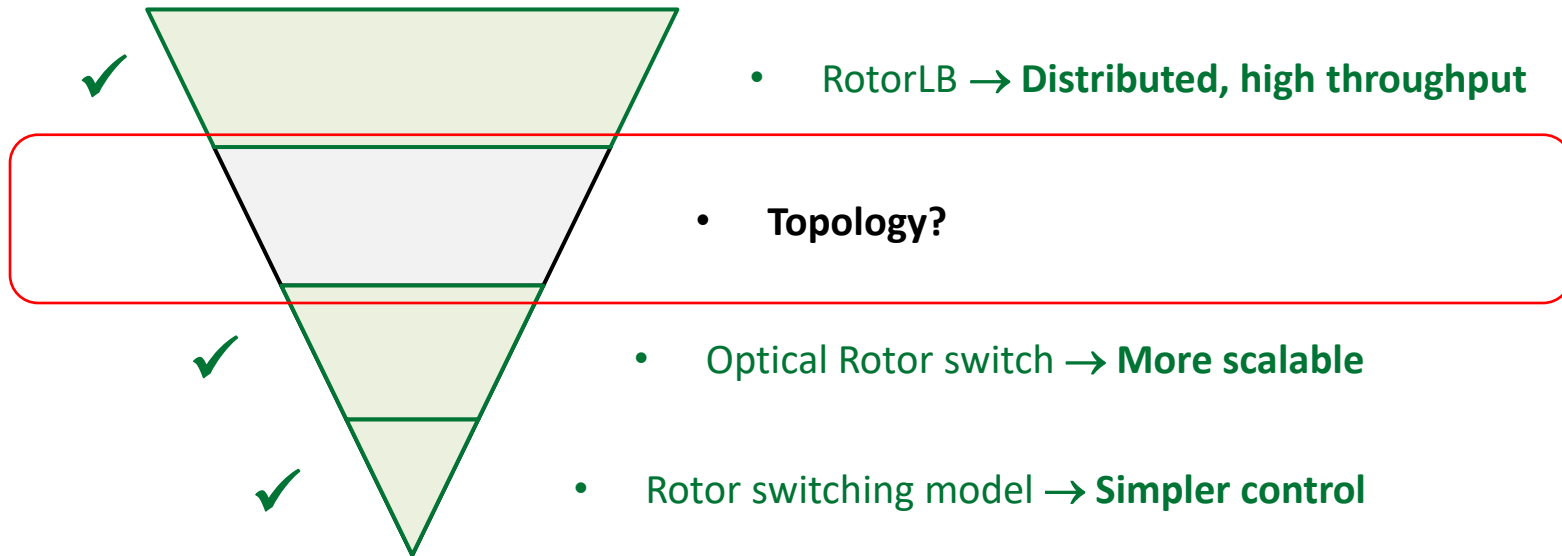 ✓ • RotorLB → Distributed, high throughput
• Topology?
✓ • Optical Rotor switch → More scalable
✓ • Rotor switching model → Simpler control